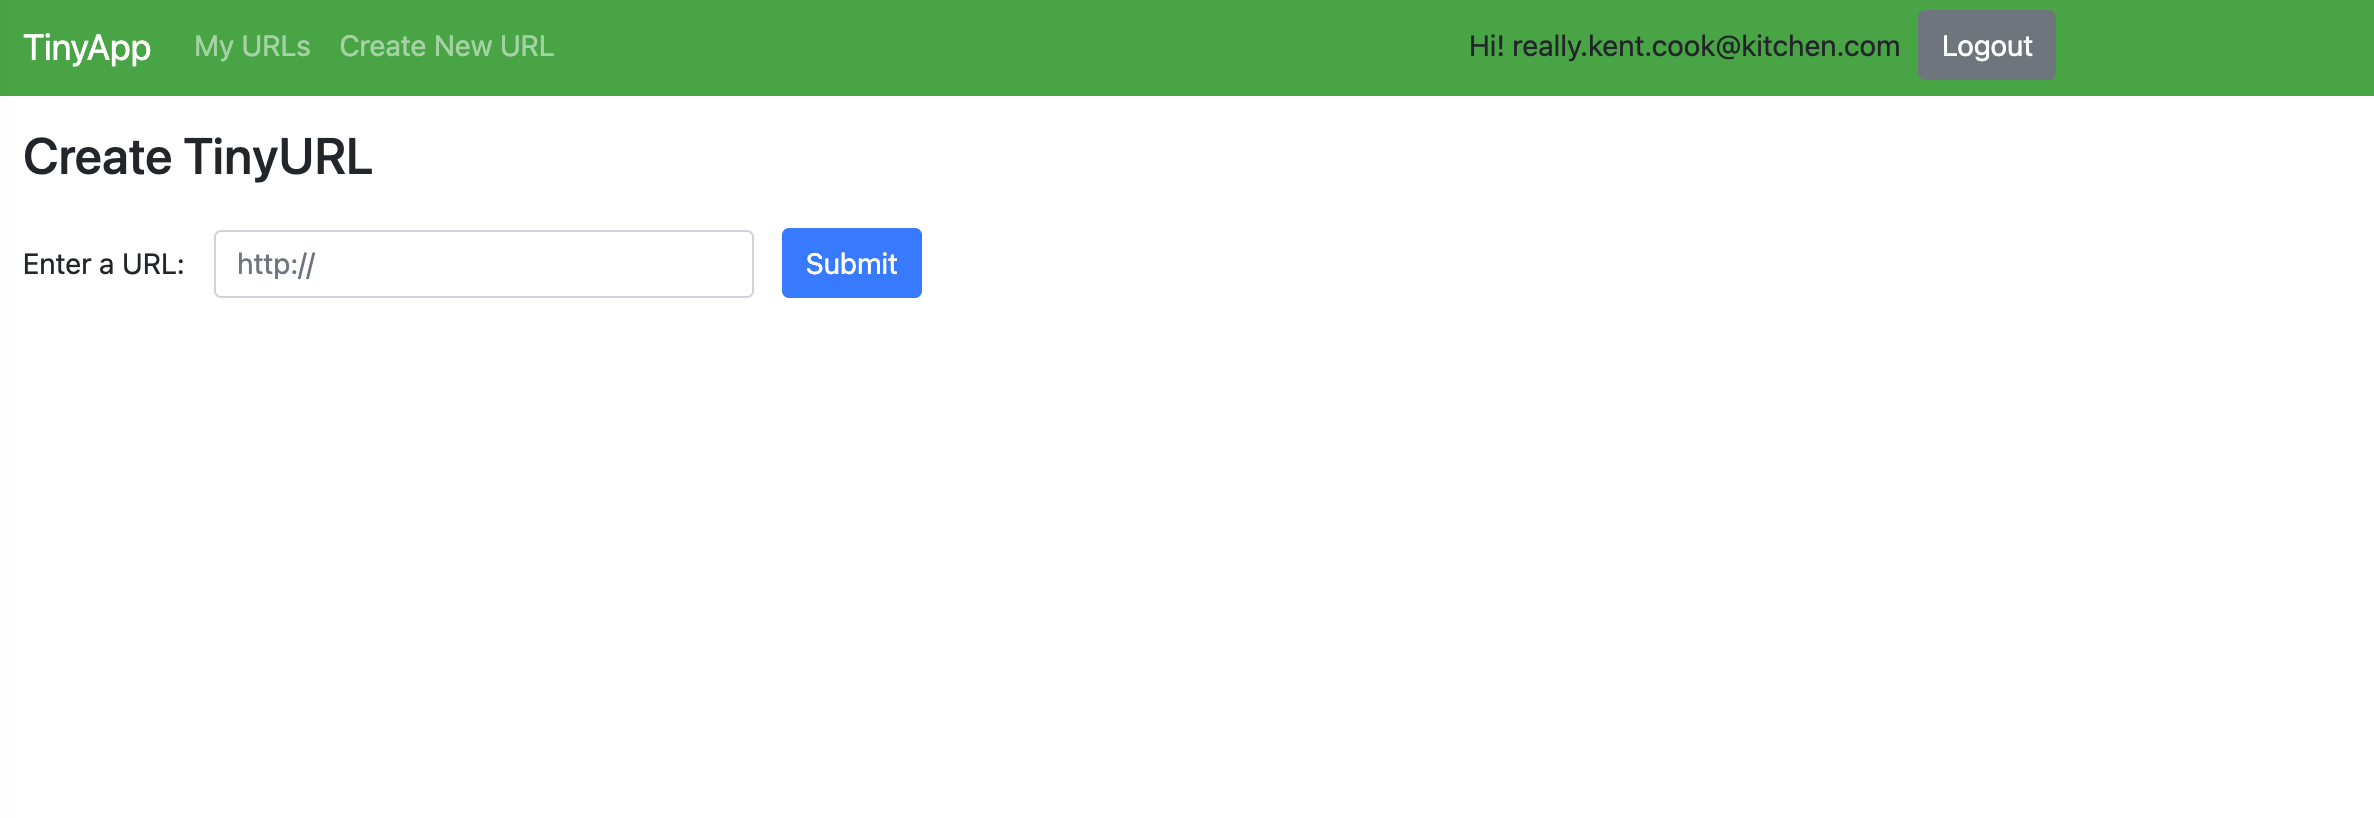 TinyApp My URLs Create New URL Hi! really.kent.cook@kitchen.com Logout
Create TinyURL
Enter a URL: http:// Submit